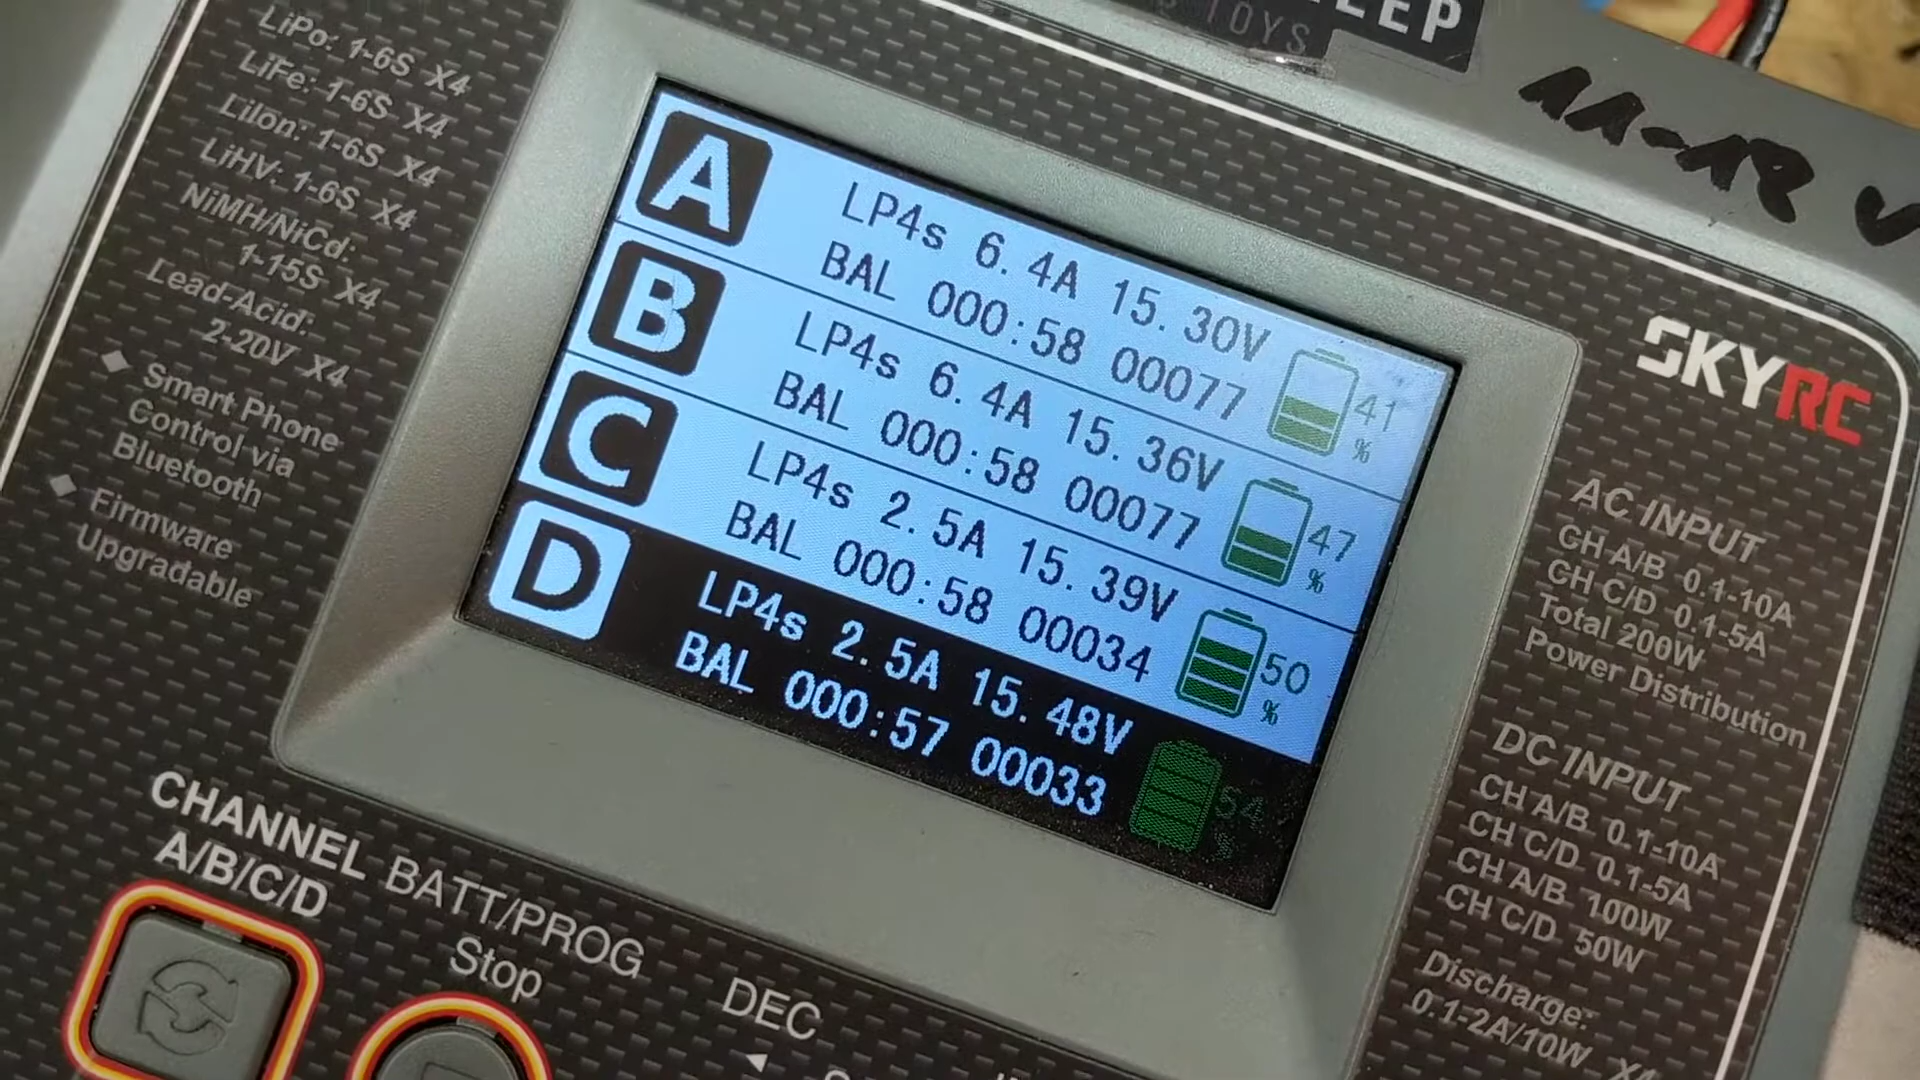 TOYS
LiPo: 1-6S X4
LiFe: 1-6S X4
LiIon: 1-6S X4
LiHV: 1-6S X4
NiMH/NiCd:
1-15S X4
Lead-Acid:
2-20V X4
Smart Phone
Control via
Bluetooth
Firmware
Upgradable
A
LP4s 6.4A 15.30V
BAL 000:58 00077
41
%
B
LP4s 6.4A 15.36V
BAL 000:58 00077
47
%
C
LP4s 2.5A 15.39V
BAL 000:58 00034
50
%
D
LP4s 2.5A 15.48V
BAL 000:57 00033
54
%
SKYRC
AC INPUT
CH A/B 0.1-10A
CH C/D 0.1-5A
Total 200W
Power Distribution
DC INPUT
CH A/B 0.1-10A
CH C/D 0.1-5A
CH A/B 100W
CH C/D 50W
Discharge:
0.1-2A/10W X4
CHANNEL
A/B/C/D
BATT/PROG
Stop
DEC